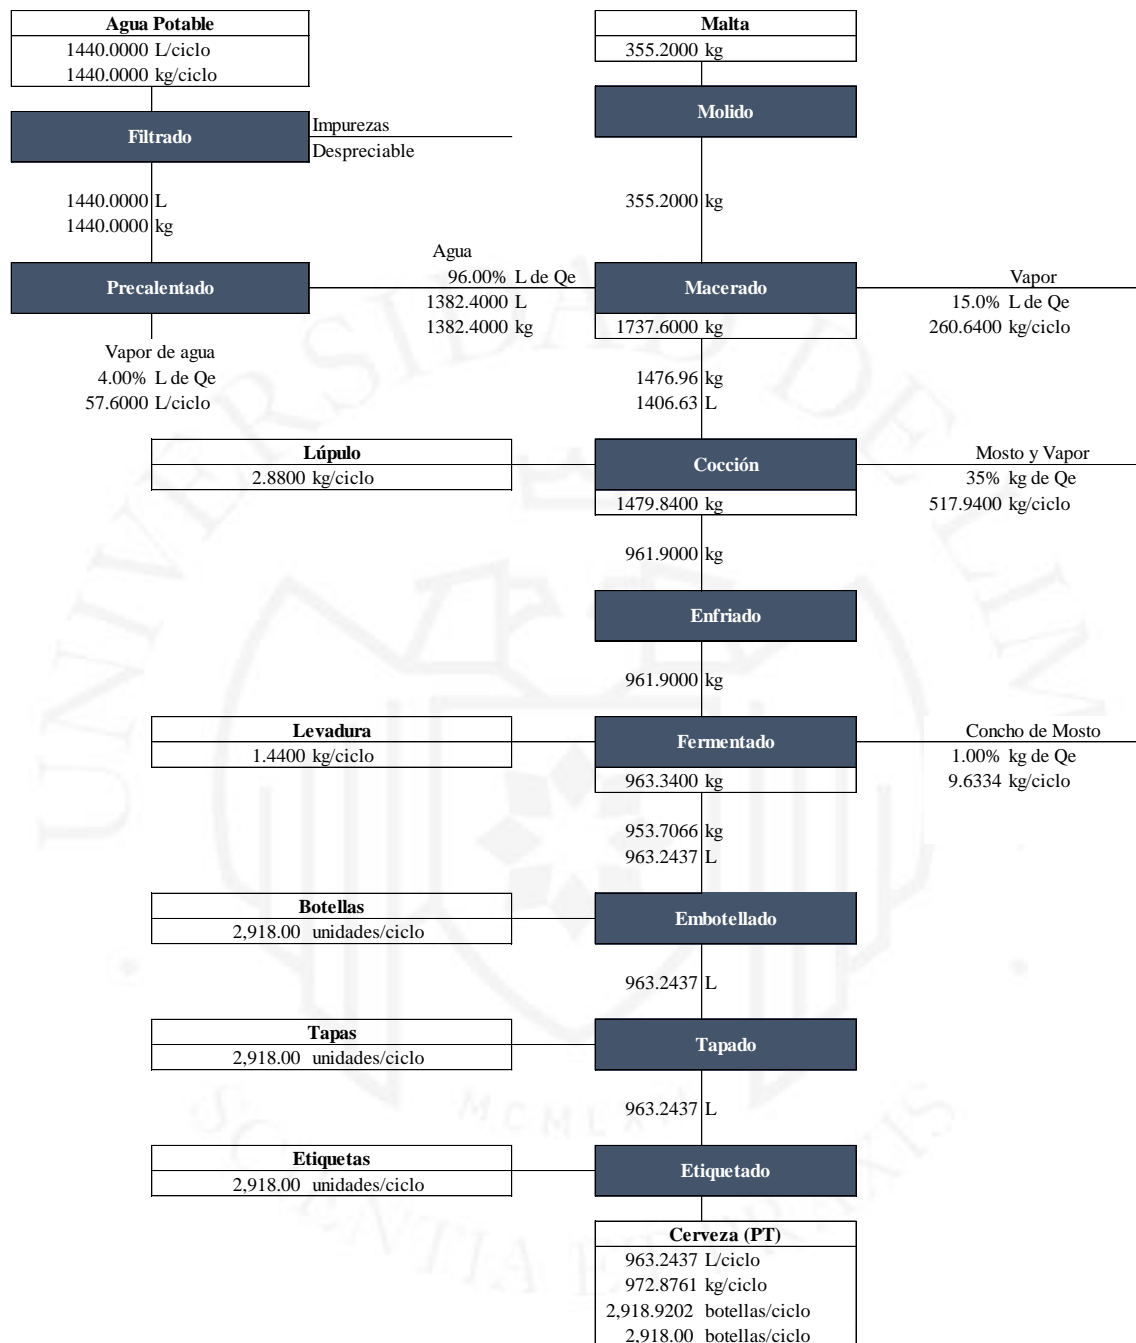 Agua Potable
1440.0000 L/ciclo
1440.0000 kg/ciclo
Malta
355.2000 kg
Filtrado
Impurezas
Despreciable
Molido
1440.0000 L
1440.0000 kg
355.2000 kg
Precalentado
Agua
96.00% L de Qe
1382.4000 L
1382.4000 kg
Macerado
1737.6000 kg
Vapor
15.0% L de Qe
260.6400 kg/ciclo
Vapor de agua
4.00% L de Qe
57.6000 L/ciclo
1476.96 kg
1406.63 L
Lúpulo
2.8800 kg/ciclo
Cocción
1479.8400 kg
Mosto y Vapor
35% kg de Qe
517.9400 kg/ciclo
961.9000 kg
Enfriado
961.9000 kg
Levadura
1.4400 kg/ciclo
Fermentado
963.3400 kg
Concho de Mosto
1.00% kg de Qe
9.6334 kg/ciclo
953.7066 kg
963.2437 L
Botellas
2,918.00 unidades/ciclo
Embotellado
963.2437 L
Tapas
2,918.00 unidades/ciclo
Tapado
963.2437 L
Etiquetas
2,918.00 unidades/ciclo
Etiquetado
Cerveza (PT)
963.2437 L/ciclo
972.8761 kg/ciclo
2,918.9202 botellas/ciclo
2,918.00 botellas/ciclo
UNIVERSIDAD DE LIM
SCIENTIA ET PRAXIS